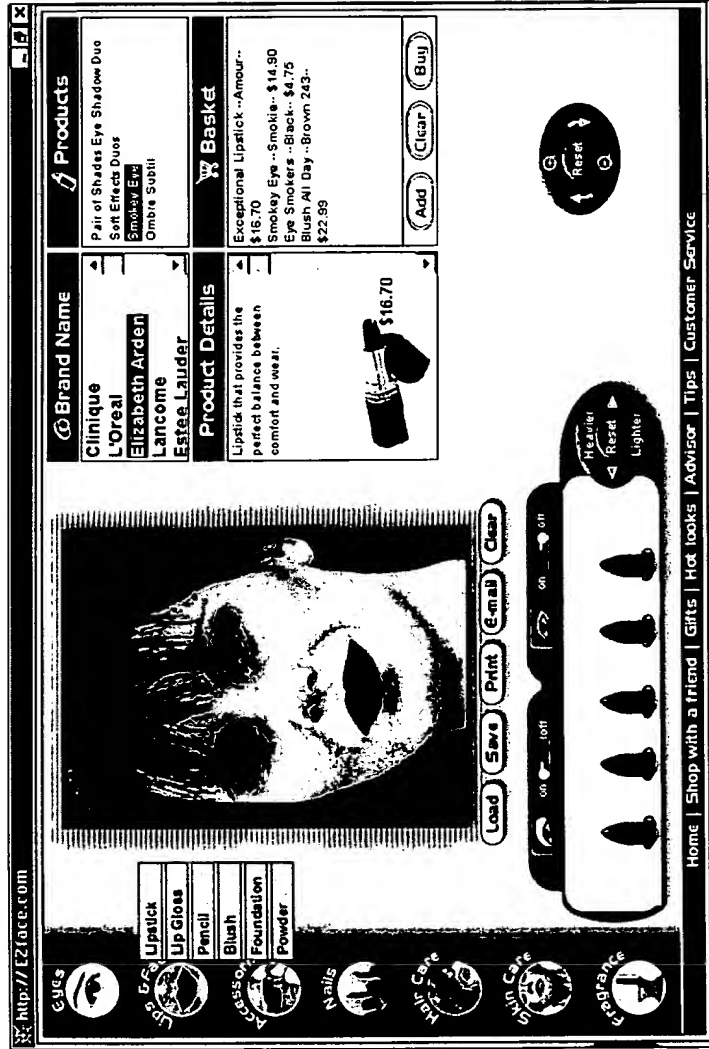 http://EZface.com
Eyes
Lips & Fa
Accessor
Nails
Hair Care
Skin Care
Fragrance
Lipstick
Lip Gloss
Pencil
Blush
Foundation
Powder
Load
Save
Print
E-mail
Clear
on
off
on
off
Heavier
Reset
Lighter
Brand Name
Clinique
L'Oreal
Elizabeth Arden
Lancome
Estee Lauder
Products
Pair of Shades Eye Shadow Duo
Soft Effects Duos
Smokey Eye
Ombre Subtil
Product Details
Lipstick that provides the
perfect balance between
comfort and wear.
$16.70
Basket
Exceptional Lipstick --Amour--
$16.70
Smokey Eye --Smokie-- $14.90
Eye Smokers --Black-- $4.75
Blush All Day --Brown 243--
$22.99
Add
Clear
Buy
Reset
Home | Shop with a friend | Gifts | Hot looks | Advisor | Tips | Customer Service